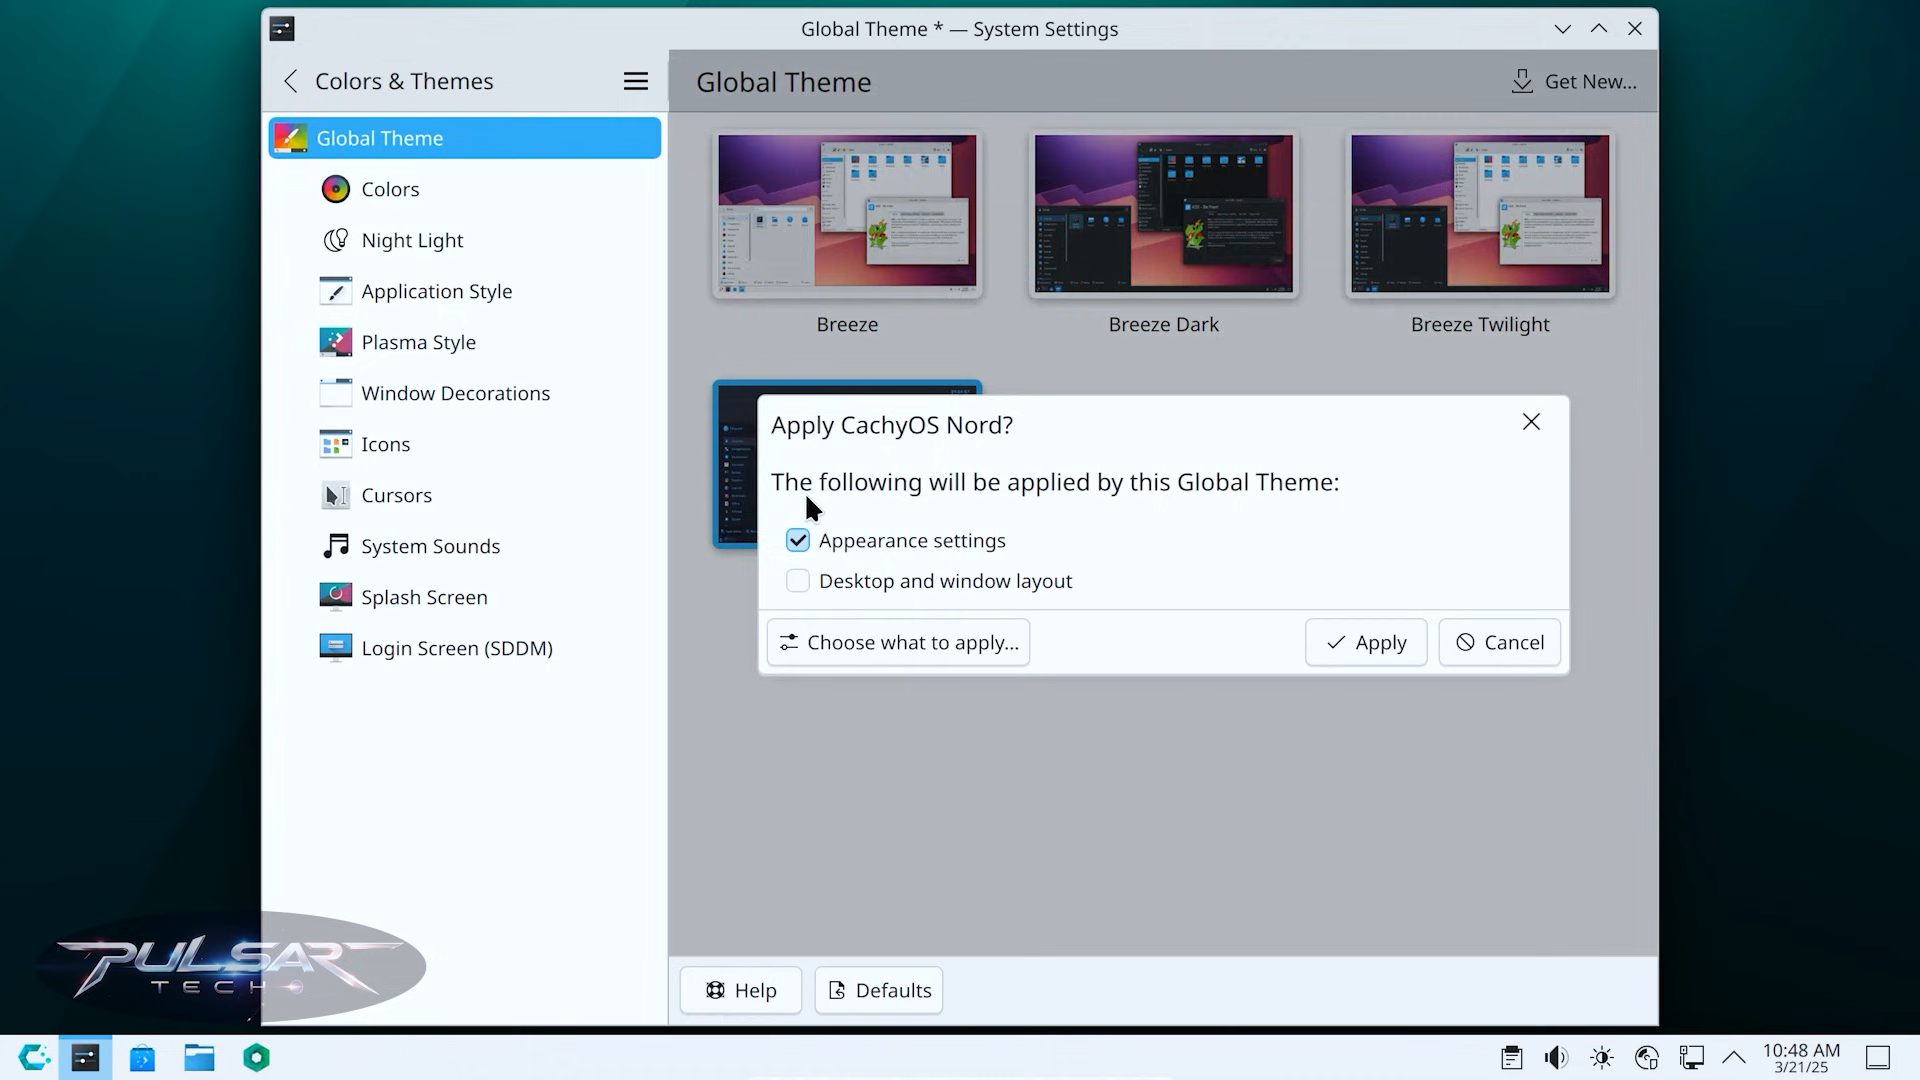 Global Theme * — System Settings
Colors & Themes
Global Theme
Colors
Night Light
Application Style
Plasma Style
Window Decorations
Icons
Cursors
System Sounds
Splash Screen
Login Screen (SDDM)
Global Theme
Get New...
Breeze
Breeze Dark
Breeze Twilight
Apply CachyOS Nord?
The following will be applied by this Global Theme:
Appearance settings
Desktop and window layout
Choose what to apply...
Apply
Cancel
Help
Defaults
PULSAR
TECH
10:48 AM
3/21/25